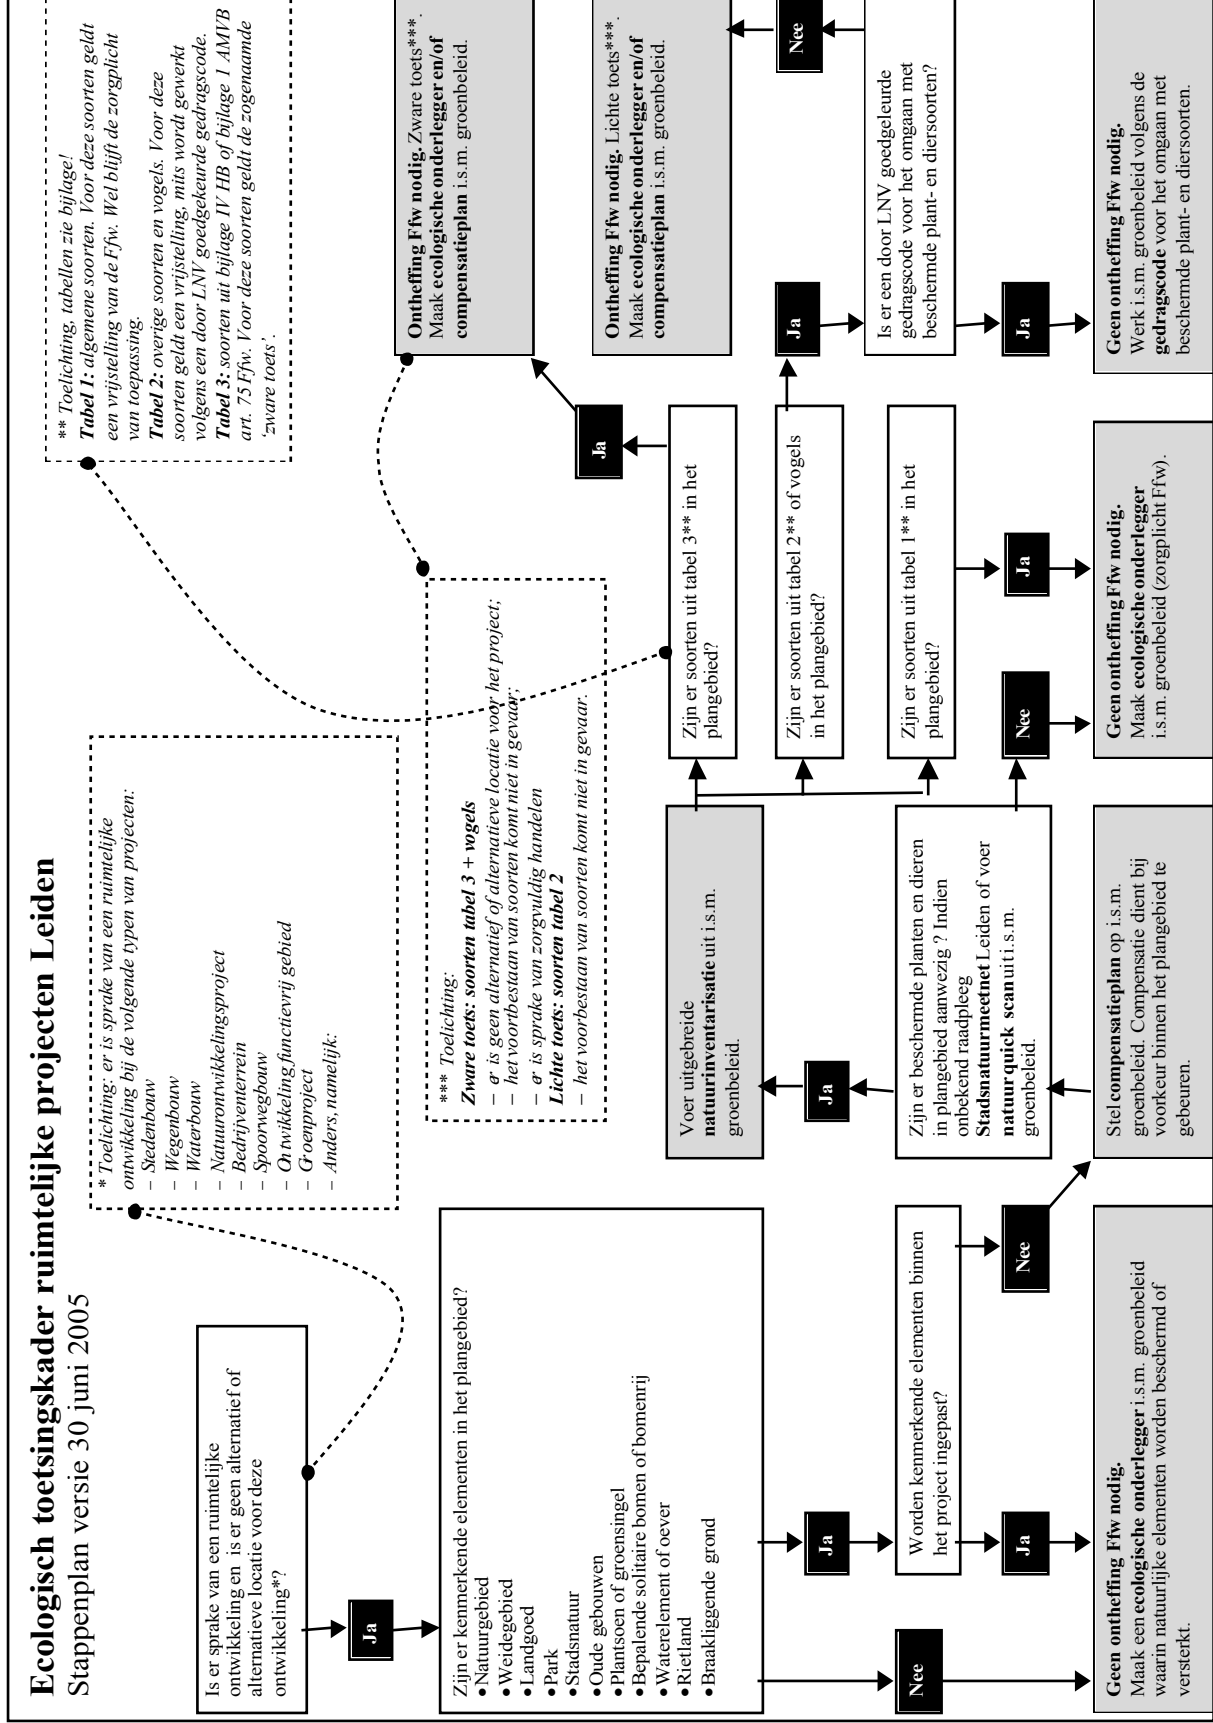 Ecologisch toetsingskader ruimtelijke projecten Leiden
Stappenplan versie 30 juni 2005
Is er sprake van een ruimtelijke
ontwikkeling en is er geen alternatief of
alternatieve locatie voor deze
ontwikkeling*?
Ja
* Toelichting: er is sprake van een ruimtelijke
ontwikkeling bij de volgende typen van projecten:
– Stedenbouw
– Wegenbouw
– Waterbouw
– Natuurontwikkelingsproject
– Bedrijventerrein
– Spoorwegbouw
– Ontwikkeling functievrij gebied
– Groenproject
– Anders, namelijk:
** Toelichting, tabellen zie bijlage!
Tabel 1: algemene soorten. Voor deze soorten geldt
een vrijstelling van de Ffw. Wel blijft de zorgplicht
van toepassing.
Tabel 2: overige soorten en vogels. Voor deze
soorten geldt een vrijstelling, mits wordt gewerkt
volgens een door LNV goedgekeurde gedragscode.
Tabel 3: soorten uit bijlage IV HB of bijlage 1 AMVB
art. 75 Ffw. Voor deze soorten geldt de zogenaamde
‘zware toets’.
Zijn er kenmerkende elementen in het plangebied?
• Natuurgebied
• Weidegebied
• Landgoed
• Park
• Stadsnatuur
• Oude gebouwen
• Plantsoen of groensingel
• Bepalende solitaire bomen of bomenrij
• Waterelement of oever
• Rietland
• Braakliggende grond
*** Toelichting:
Zware toets: soorten tabel 3 + vogels
– er is geen alternatief of alternatieve locatie voor het project;
– het voortbestaan van soorten komt niet in gevaar;
– er is sprake van zorgvuldig handelen
Lichte toets: soorten tabel 2
– het voorbestaan van soorten komt niet in gevaar.
Nee
Ja
Worden kenmerkende elementen binnen
het project ingepast?
Ja
Nee
Geen ontheffing Ffw nodig.
Maak een ecologische onderlegger i.s.m. groenbeleid
waarin natuurlijke elementen worden beschermd of
versterkt.
Stel compensatieplan op i.s.m.
groenbeleid. Compensatie dient bij
voorkeur binnen het plangebied te
gebeuren.
Zijn er beschermde planten en dieren
in plangebied aanwezig ? Indien
onbekend raadpleeg
Stadsnatuurmeetnet Leiden of voer
natuur quick scan uit i.s.m.
groenbeleid.
Ja
Voer uitgebreide
natuurinventarisatie uit i.s.m.
groenbeleid.
Zijn er soorten uit tabel 3** in het
plangebied?
Ja
Ontheffing Ffw nodig. Zware toets***.
Maak ecologische onderlegger en/of
compensatieplan i.s.m. groenbeleid.
Zijn er soorten uit tabel 2** of vogels
in het plangebied?
Ja
Is er een door LNV goedgeleurde
gedragscode voor het omgaan met
beschermde plant- en diersoorten?
Nee
Ontheffing Ffw nodig. Lichte toets***.
Maak ecologische onderlegger en/of
compensatieplan i.s.m. groenbeleid.
Ja
Geen ontheffing Ffw nodig.
Werk i.s.m. groenbeleid volgens de
gedragscode voor het omgaan met
beschermde plant- en diersoorten.
Zijn er soorten uit tabel 1** in het
plangebied?
Nee
Ja
Geen ontheffing Ffw nodig.
Maak ecologische onderlegger
i.s.m. groenbeleid (zorgplicht Ffw).